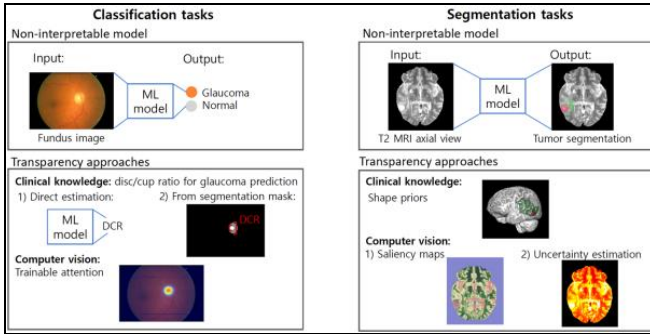 Classification tasks
Non-interpretable model
Input:
Output:
ML
model
Glaucoma
Normal
Fundus image
Transparency approaches
Clinical knowledge: disc/cup ratio for glaucoma prediction
1) Direct estimation:
2) From segmentation mask:
ML
model
DCR
DCR
Computer vision:
Trainable attention
Segmentation tasks
Non-interpretable model
Input:
Output:
ML
model
T2 MRI axial view
Tumor segmentation
Transparency approaches
Clinical knowledge:
Shape priors
Computer vision:
1) Saliency maps
2) Uncertainty estimation